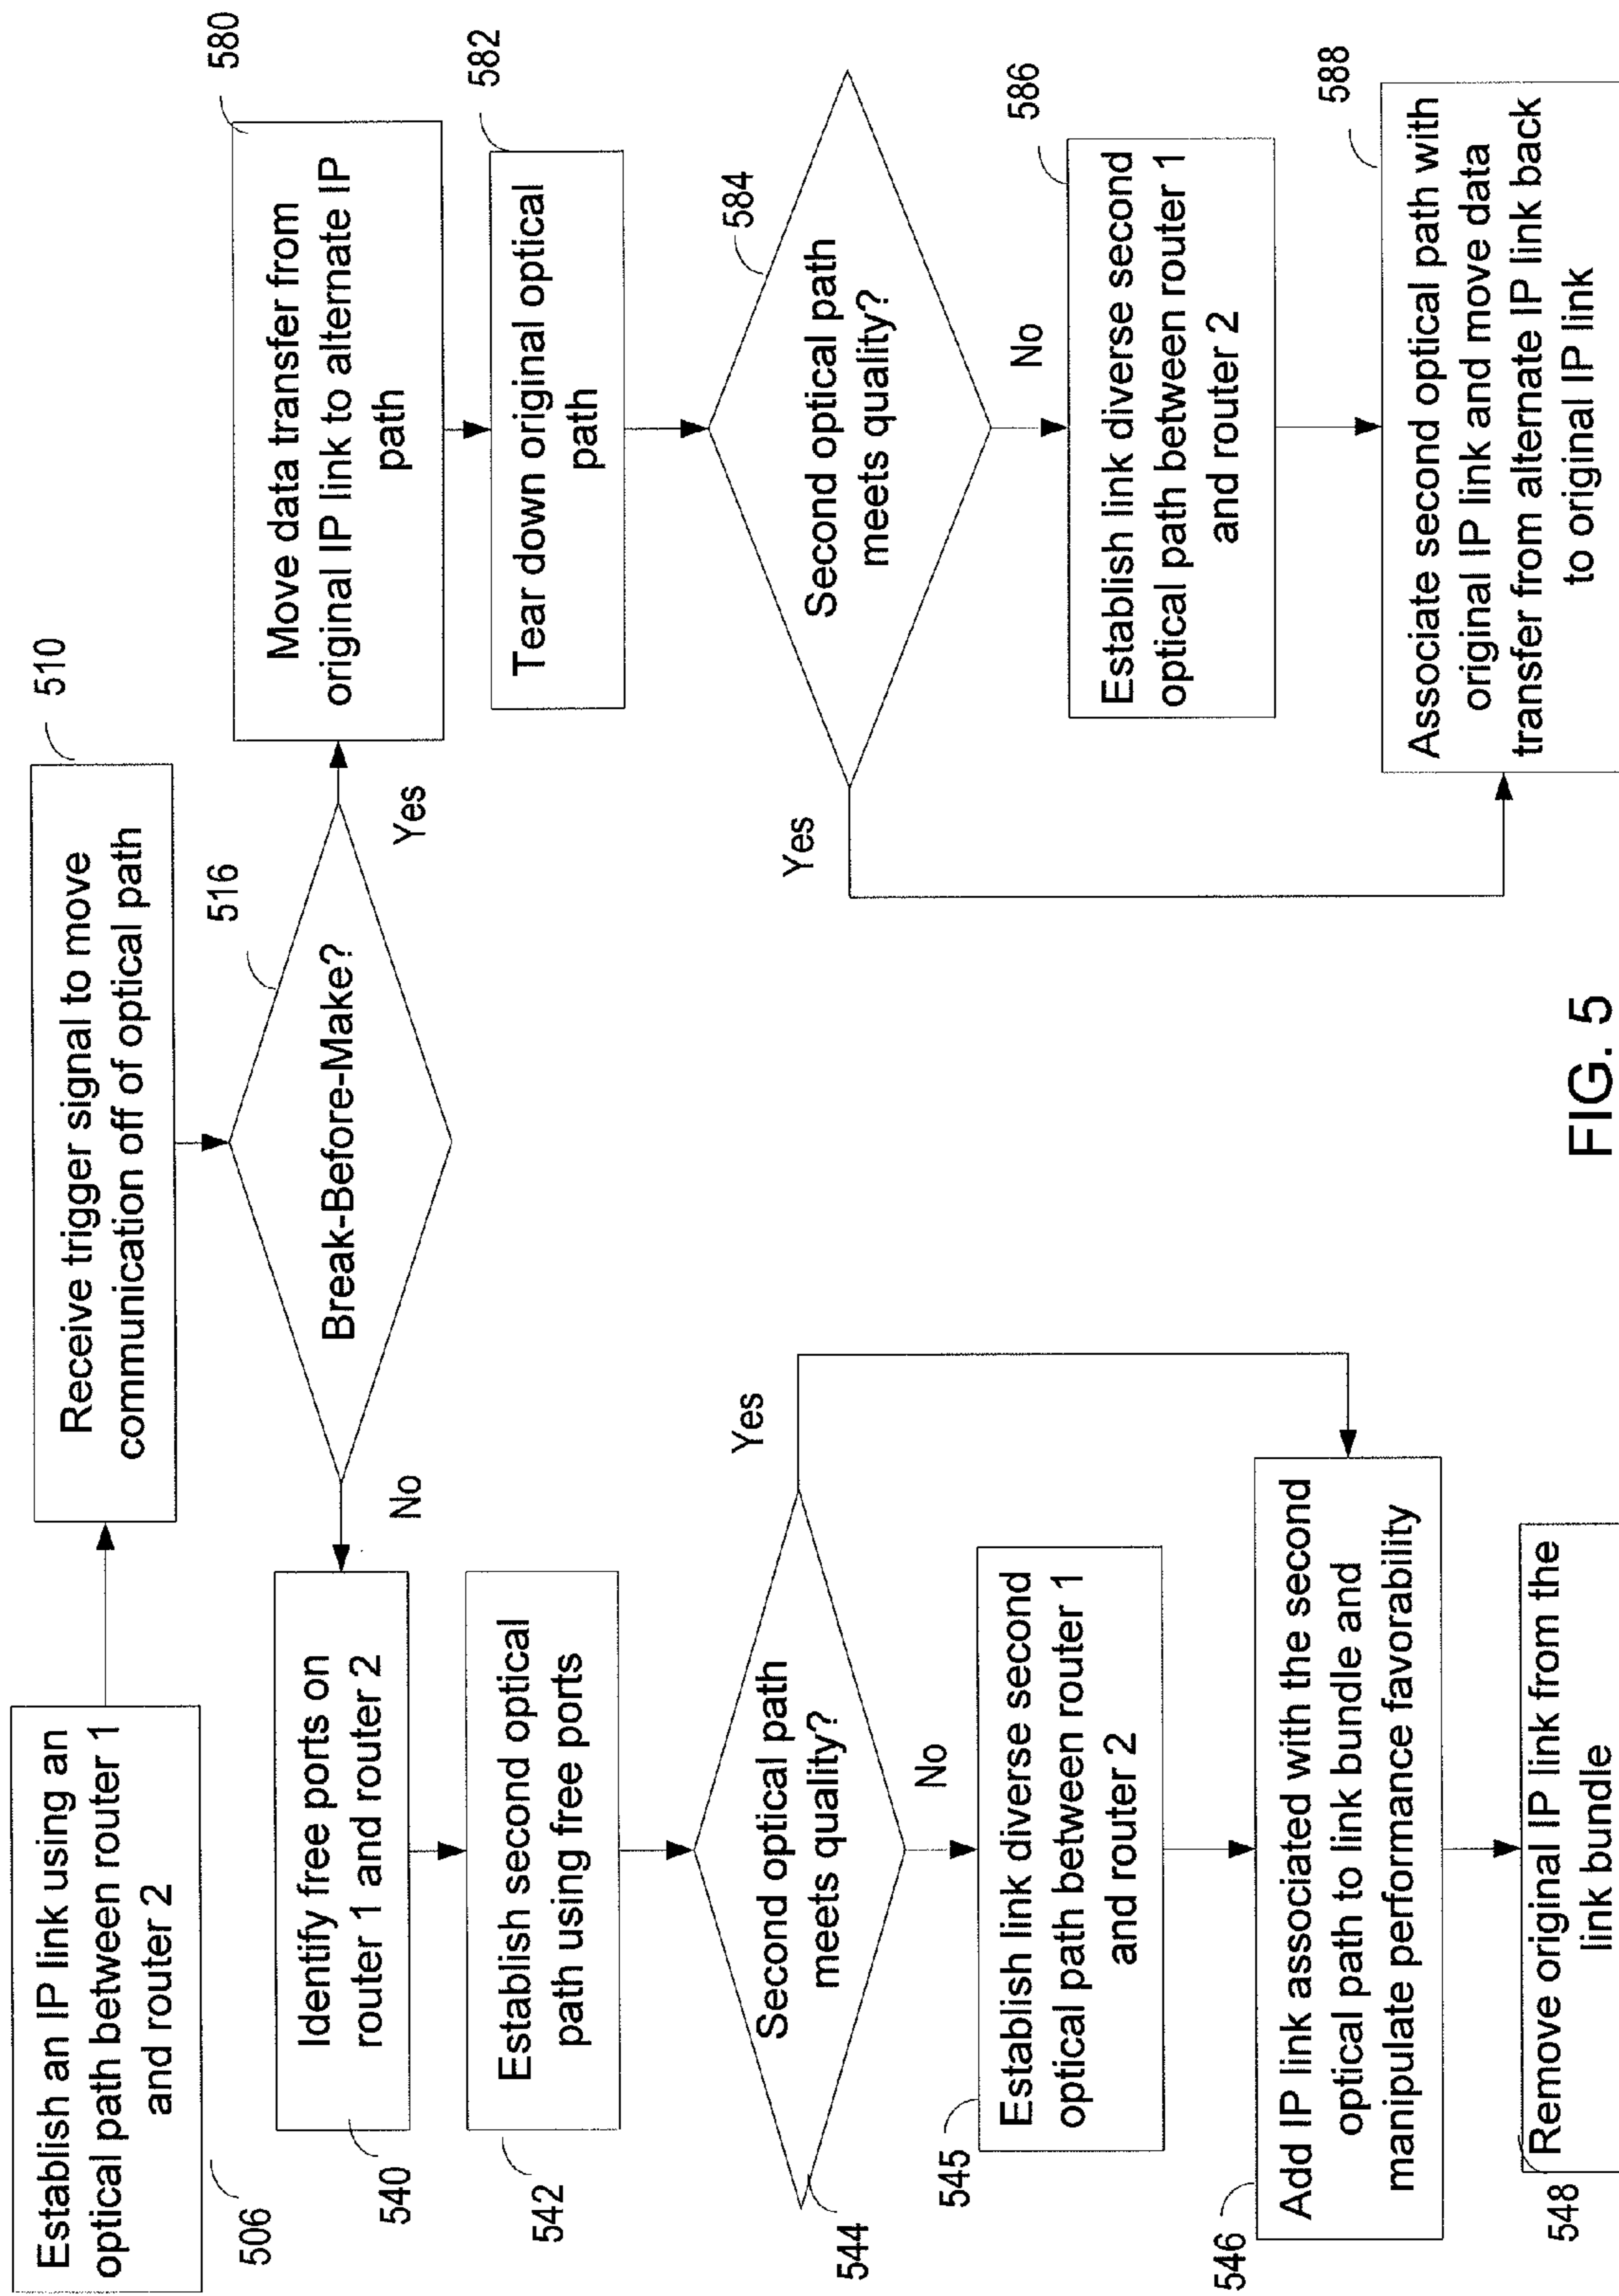 Establish an IP link using an
optical path between router 1
and router 2
506
Receive trigger signal to move
communication off of optical path
510
Break-Before-Make?
516
No
Yes
Identify free ports on
router 1 and router 2
540
Establish second optical
path using free ports
542
Second optical path
meets quality?
544
Yes
No
Establish link diverse second
optical path between router 1
and router 2
545
Add IP link associated with the second
optical path to link bundle and
manipulate performance favorability
546
Remove original IP link from the
link bundle
548
Move data transfer from
original IP link to alternate IP
path
580
Tear down original optical
path
582
Second optical path
meets quality?
584
Yes
No
Establish link diverse second
optical path between router 1
and router 2
586
Associate second optical path with
original IP link and move data
transfer from alternate IP link back
to original IP link
588
FIG. 5